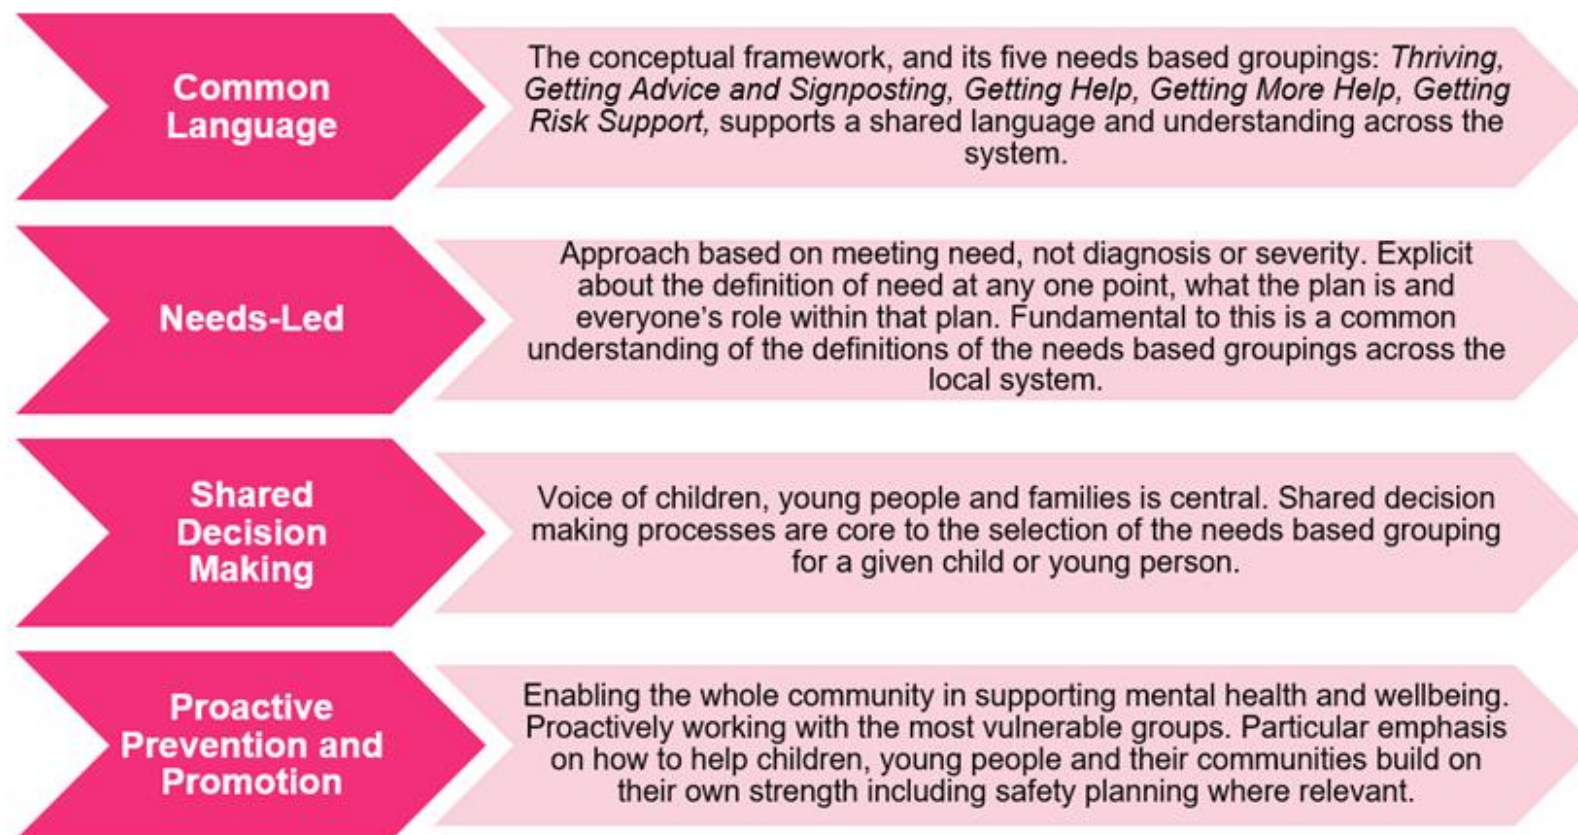 Common
Language
The conceptual framework, and its five needs based groupings: Thriving,
Getting Advice and Signposting, Getting Help, Getting More Help, Getting
Risk Support, supports a shared language and understanding across the
system.
Needs-Led
Approach based on meeting need, not diagnosis or severity. Explicit
about the definition of need at any one point, what the plan is and
everyone’s role within that plan. Fundamental to this is a common
understanding of the definitions of the needs based groupings across the
local system.
Shared
Decision
Making
Voice of children, young people and families is central. Shared decision
making processes are core to the selection of the needs based grouping
for a given child or young person.
Proactive
Prevention and
Promotion
Enabling the whole community in supporting mental health and wellbeing.
Proactively working with the most vulnerable groups. Particular emphasis
on how to help children, young people and their communities build on
their own strength including safety planning where relevant.